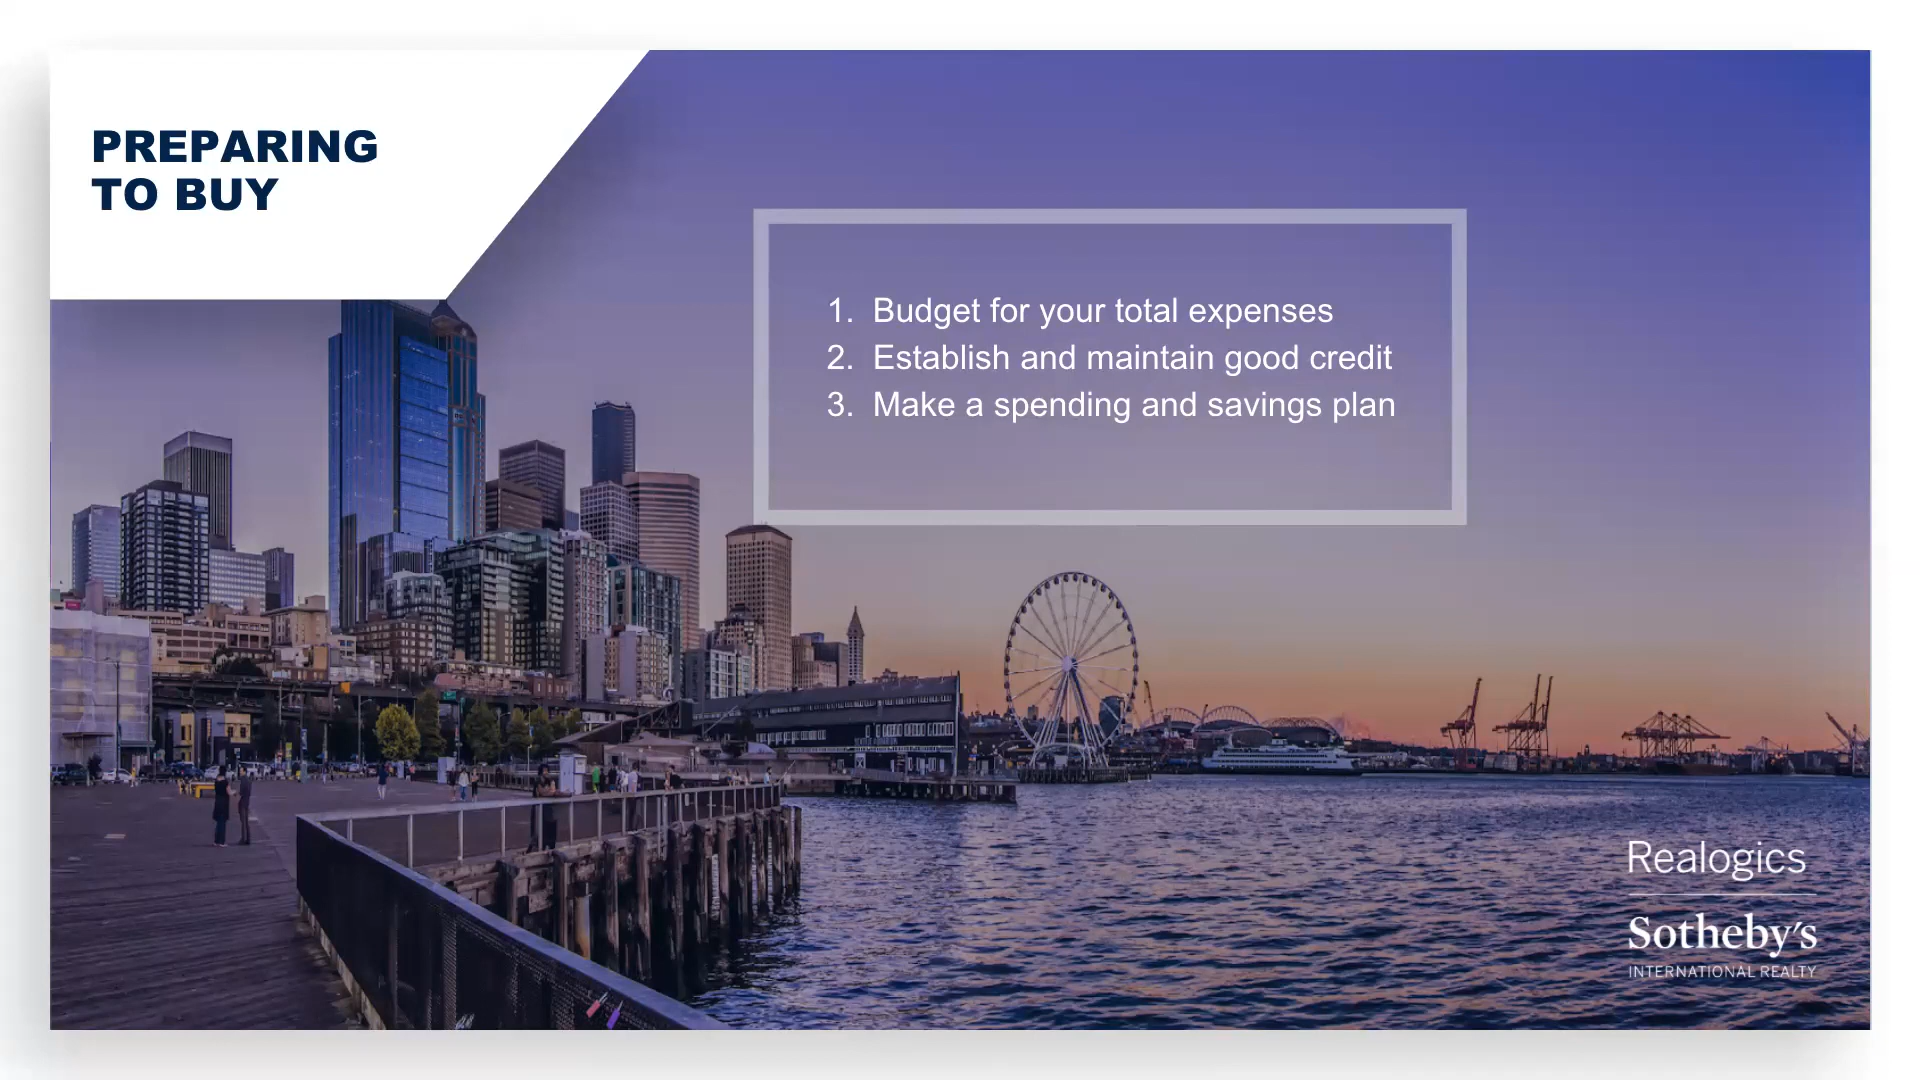 PREPARING
TO BUY
1. Budget for your total expenses
2. Establish and maintain good credit
3. Make a spending and savings plan
Realogics
Sotheby's
INTERNATIONAL REALTY